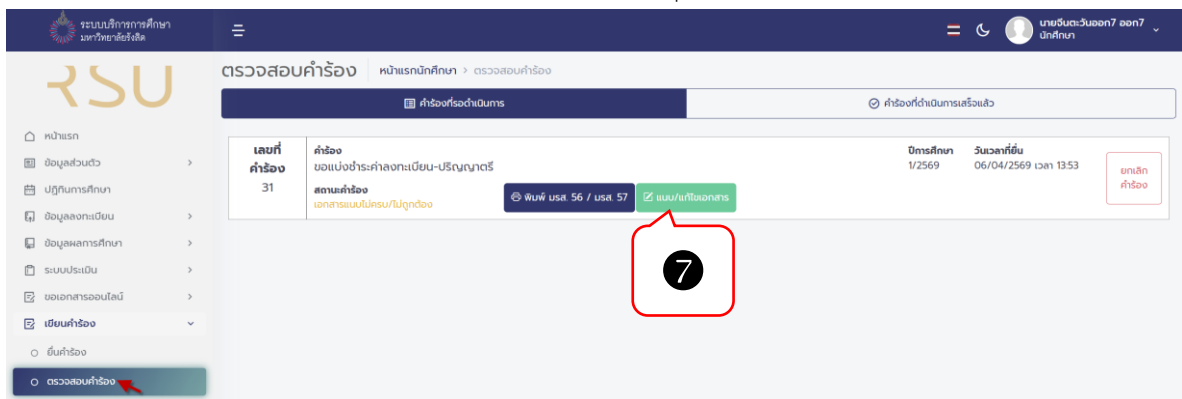 ระบบบริการการศึกษา
มหาวิทยาลัยรังสิต
นายจินตะวันออก7 ออก7
นักศึกษา
RSU
ตรวจสอบคำร้อง
หน้าแรกนักศึกษา > ตรวจสอบคำร้อง
คำร้องที่รอดำเนินการ
คำร้องที่ดำเนินการเสร็จแล้ว
หน้าแรก
ข้อมูลส่วนตัว
ปฏิทินการศึกษา
ข้อมูลลงทะเบียน
ข้อมูลผลการศึกษา
ระบบประเมิน
ขอเอกสารออนไลน์
เขียนคำร้อง
ยื่นคำร้อง
ตรวจสอบคำร้อง
เลขที่
คำร้อง
31
คำร้อง
ขอแบ่งชำระค่าลงทะเบียน-ปริญญาตรี
สถานะคำร้อง
เอกสารแนบไม่ครบ/ไม่ถูกต้อง
พิมพ์ มรส. 56 / มรส. 57
แนบ/แก้ไขเอกสาร
ปีการศึกษา
1/2569
วันเวลาที่ยื่น
06/04/2569 เวลา 13:53
ยกเลิก
คำร้อง
7